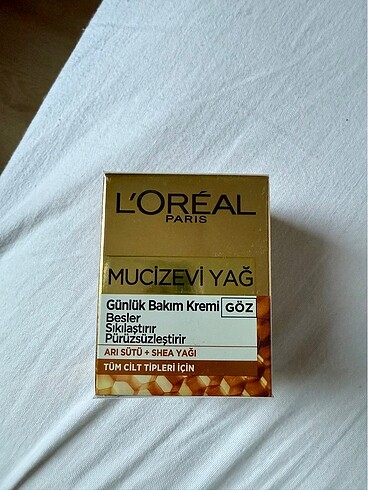 L'ORÉAL
PARIS
MUCİZEVİ YAĞ
Günlük Bakım Kremi GÖZ
Besler
Sıkılaştırır
Pürüzsüzleştirir
ARI SÜTÜ + SHEA YAĞI
TÜM CİLT TİPLERİ İÇİN